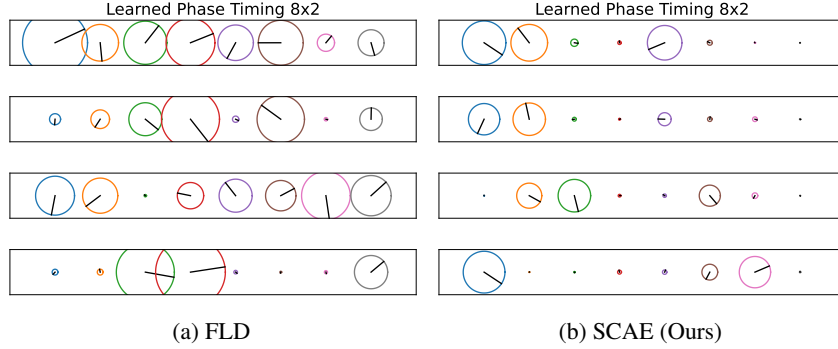 Learned Phase Timing 8x2
Learned Phase Timing 8x2
(a) FLD
(b) SCAE (Ours)